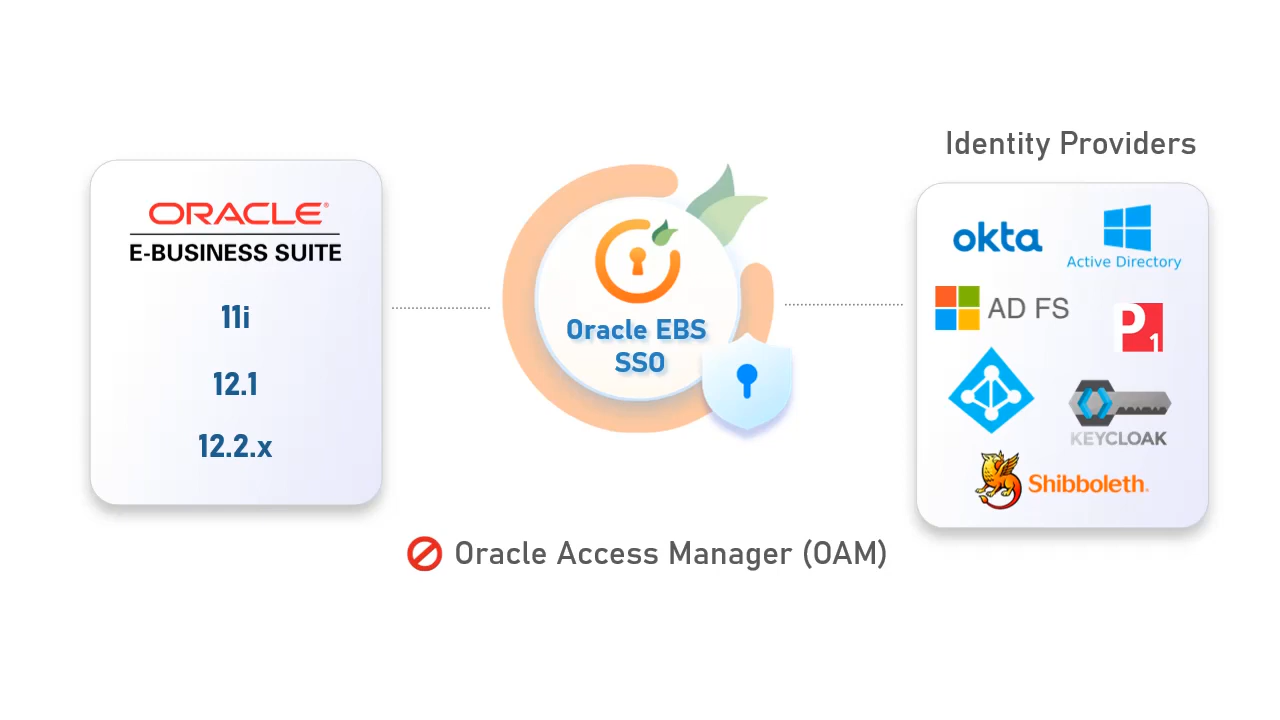 ORACLE®
E-BUSINESS SUITE
11i
12.1
12.2.x
Oracle EBS
SSO
Oracle Access Manager (OAM)
Identity Providers
okta
Active Directory
AD FS
P1
KEYCLOAK
Shibboleth.